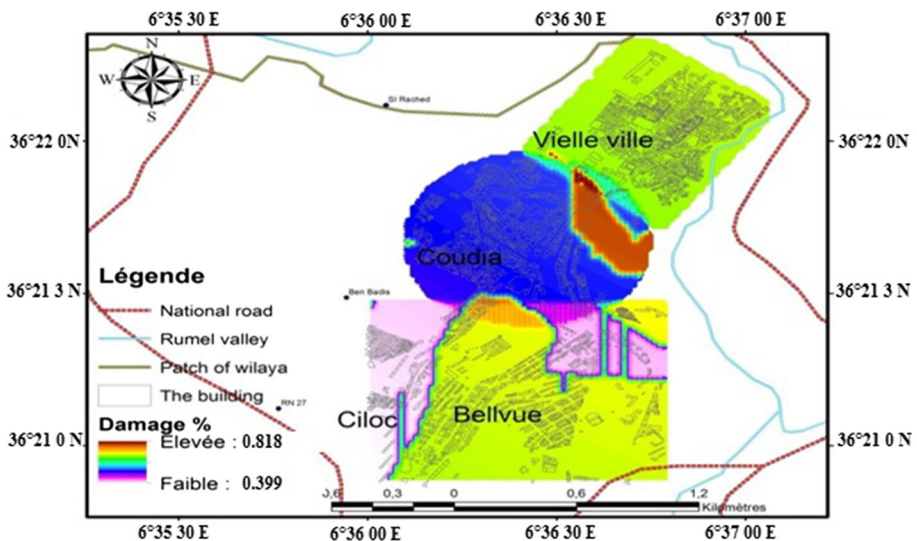 6°35 30 E 6°36 00 E 6°36 30 E 6°37 00 E
N
W E
S
SI Rached
36°22 0N 36°22 0N
Vielle ville
Coudia
36°21 3N 36°21 3N
Légende
Ben Badis
National road
Rumel valley
Patch of wilaya
The building
RN 27
Damage %
Ciloc Bellvue
36°21 0 N 36°21 0 N
Elevée : 0.818
Faible : 0.399
0,6 0,3 0 0,6 1,2
Kilomètres
6°35 30 E 6°36 00 E 6°36 30 E 6°37 00 E